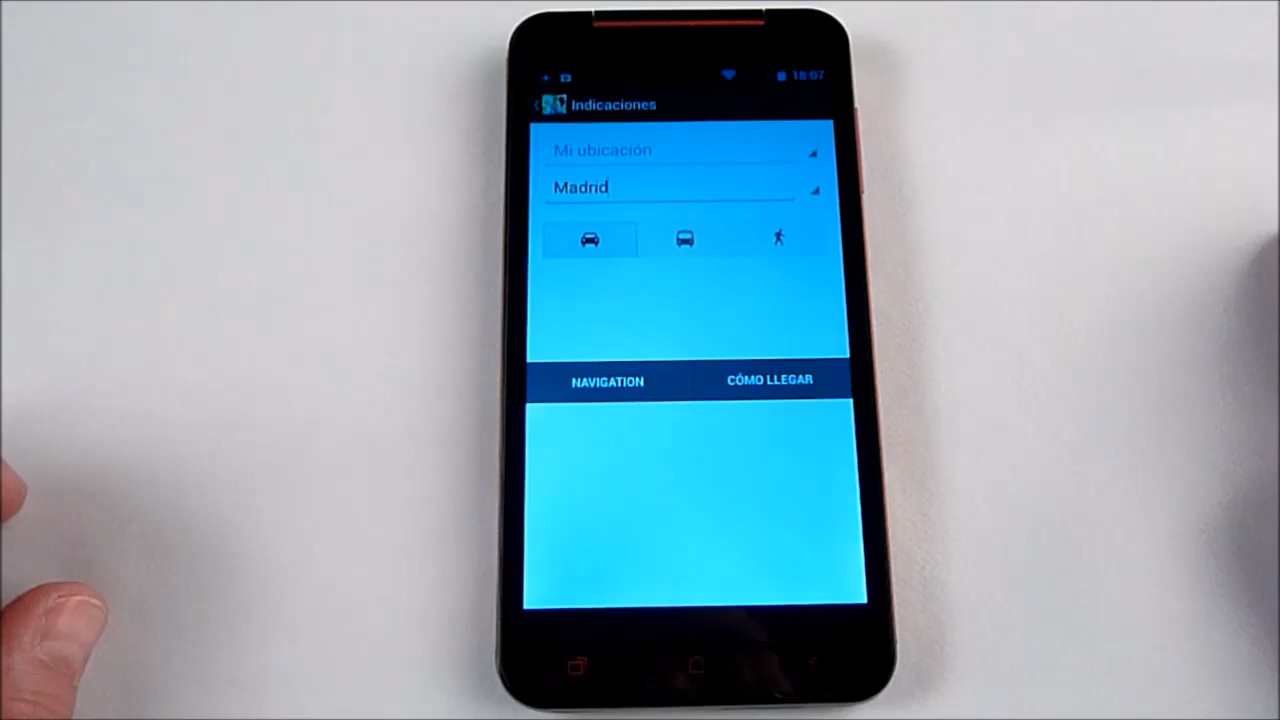 18:07
Indicaciones
Mi ubicación
Madrid
NAVIGATION
CÓMO LLEGAR